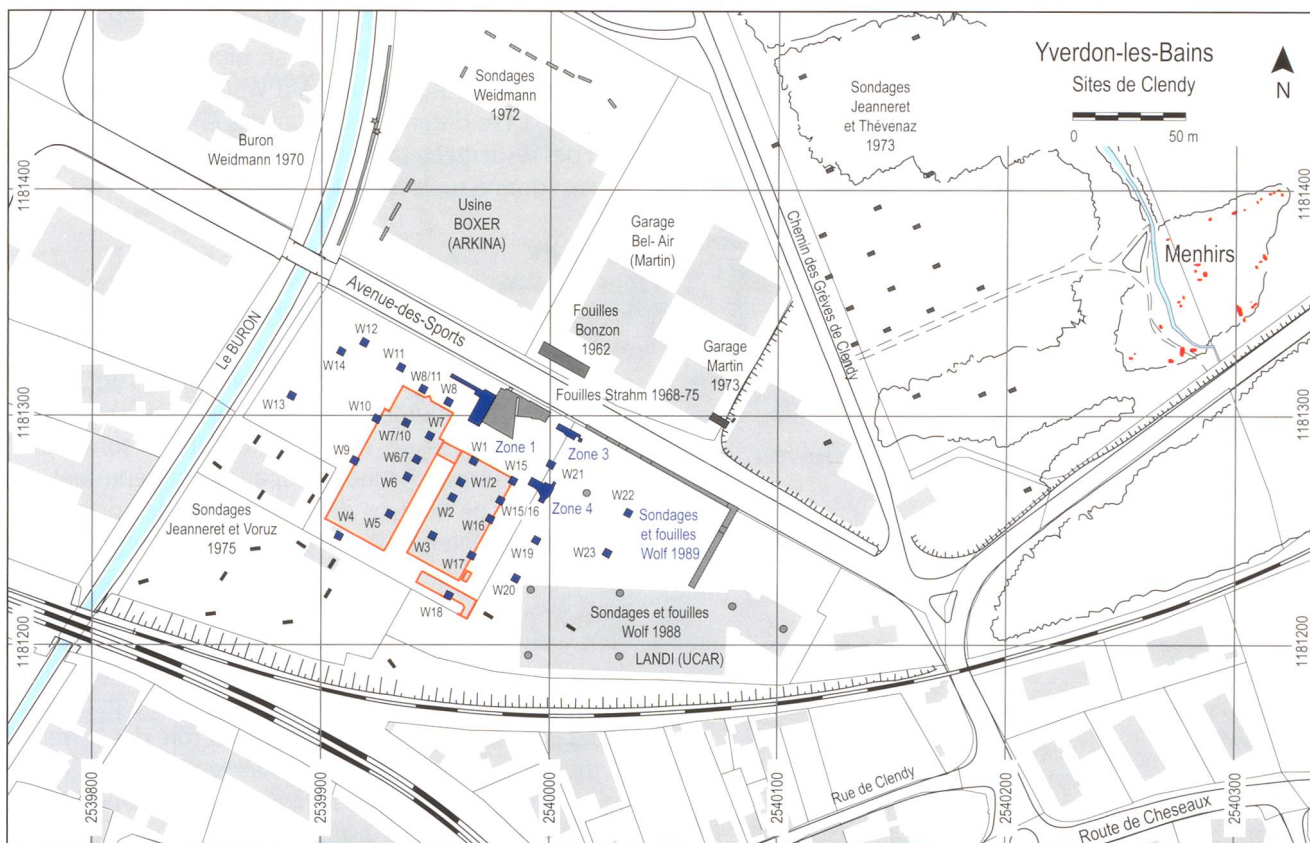 Yverdon-les-Bains
Sites de Clendy
N
0
50 m
Sondages
Weidmann
1972
Sondages
Jeanneret
et Thévenaz
1973
Buron
Weidmann 1970
1181400
1181400
Usine
BOXER
(ARKINA)
Garage
Bel- Air
(Martin)
Chemin des Grèves de Clendy
Menhirs
Le BURON
Avenue-des-Sports
Fouilles
Bonzon
1962
Garage
Martin
1973
Fouilles Strahm 1968-75
W12
W14
W11
W8/11
W8
W13
W10
W7/10
W7
1181300
1181300
Zone 1
Zone 3
W9
W6/7
W6
W1
W1/2
W15
W21
W2
W15/16
Zone 4
W22
W4
W5
W16
W3
W17
W19
W23
Sondages
et fouilles
Wolf 1989
Sondages
Jeanneret et Voruz
1975
W20
W18
Sondages et fouilles
Wolf 1988
LANDI (UCAR)
1181200
1181200
2539800
2539900
2540000
2540100
2540200
2540300
Rue de Clendy
Route de Cheseaux